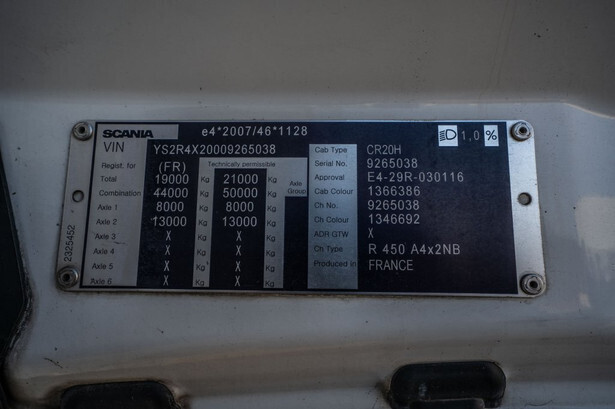 SCANIA e4*2007/46*1128 1,0 %
VIN YS2R4X20009265038 Cab Type CR20H
Regist. for (FR) Technically permissible Serial No. 9265038
Total 19000 Kg 21000 Kg Axle Group Approval E4-29R-030116
Combination 44000 Kg 50000 Kg Cab Colour 1366386
Axle 1 8000 Kg 8000 Kg Ch No. 9265038
Axle 2 13000 Kg 13000 Kg Ch Colour 1346692
Axle 3 X Kg X Kg ADR GTW X
Axle 4 X Kg X Kg Ch Type R 450 A4x2NB
Axle 5 X Kg X Kg Produced in FRANCE
Axle 6 X Kg X Kg
2325452